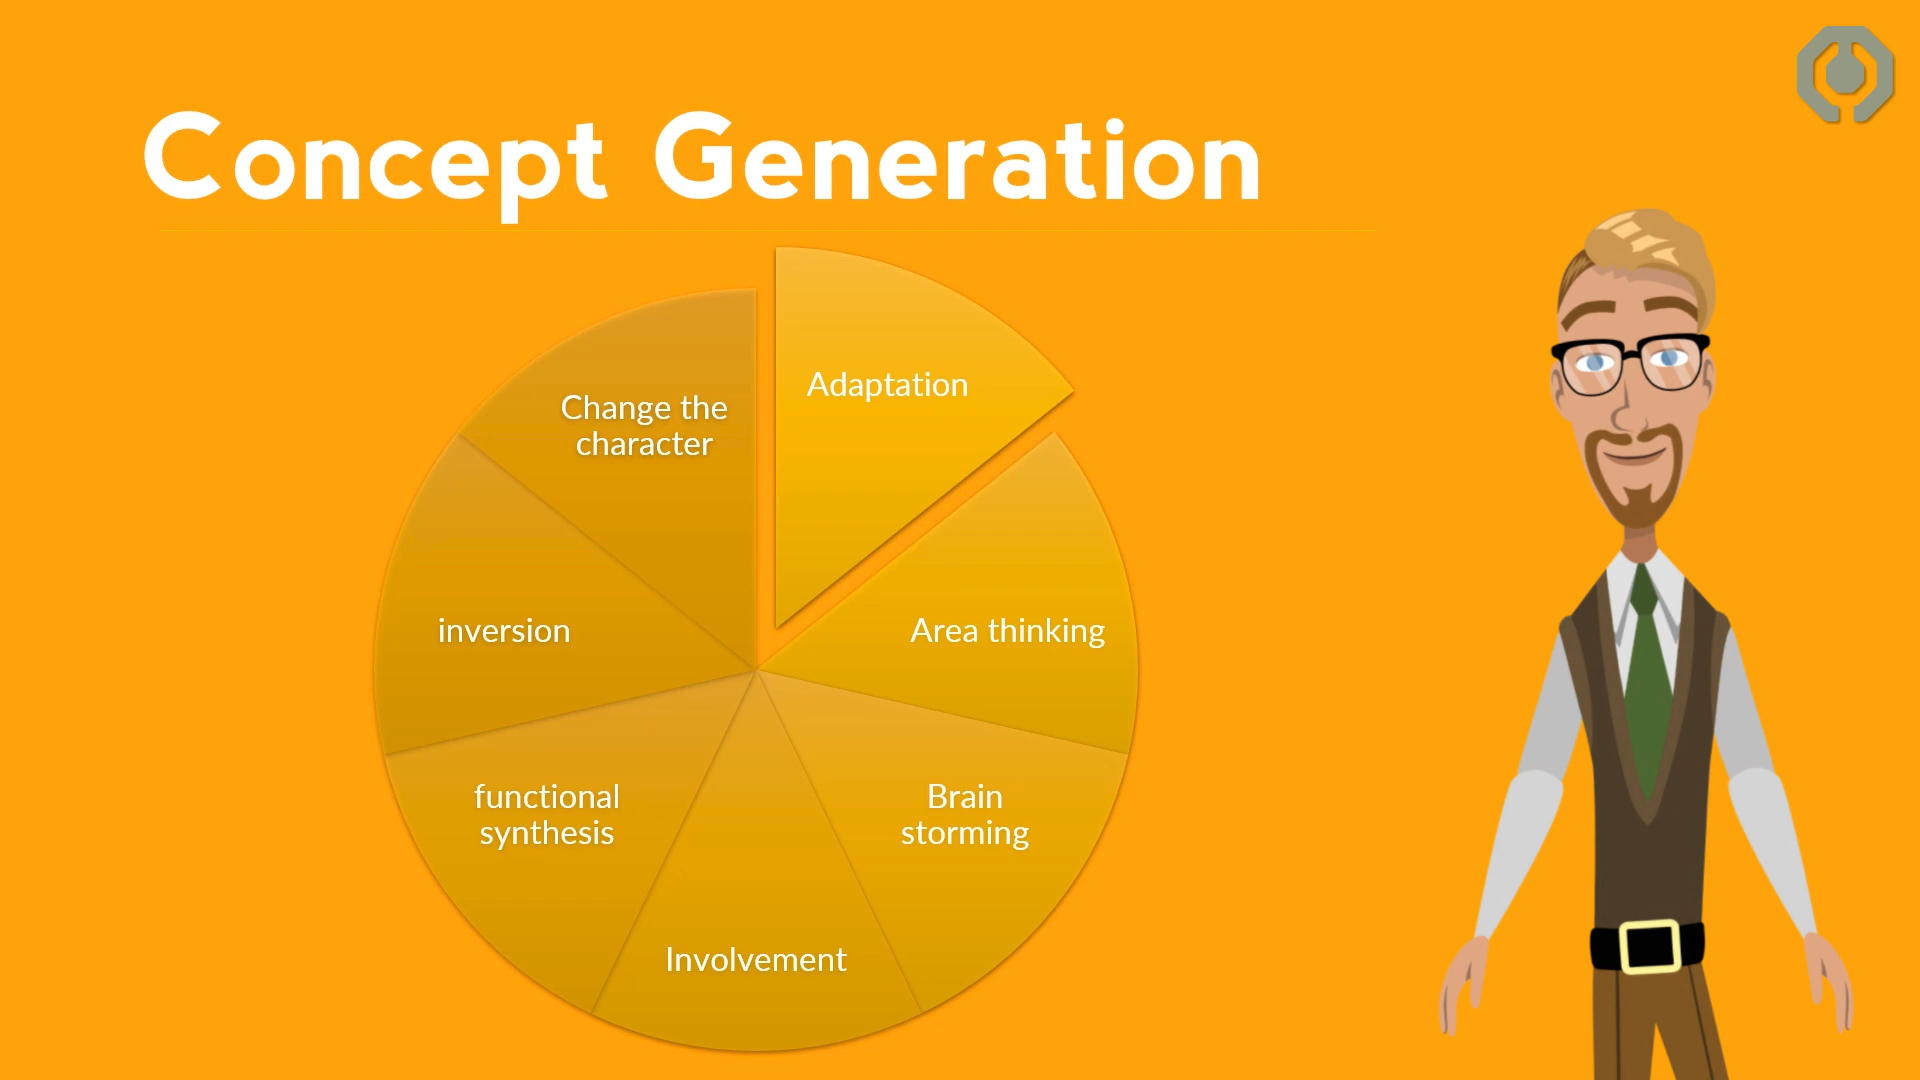 Concept Generation
Adaptation
Change the
character
Area thinking
inversion
Brain
storming
functional
synthesis
Involvement